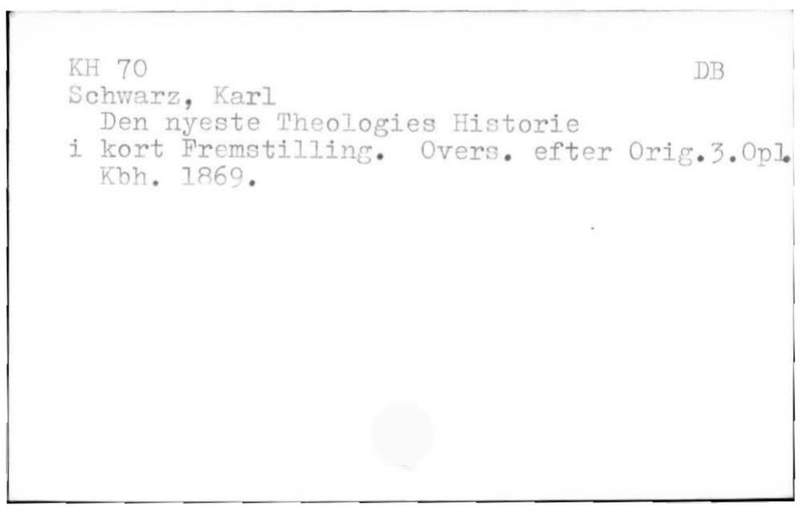 KH 70 DB
Schwarz, Karl
Den nyeste Theologies Historie
i kort Fremstilling. Overs. efter Orig.3.Opl.
Kbh. 1869.